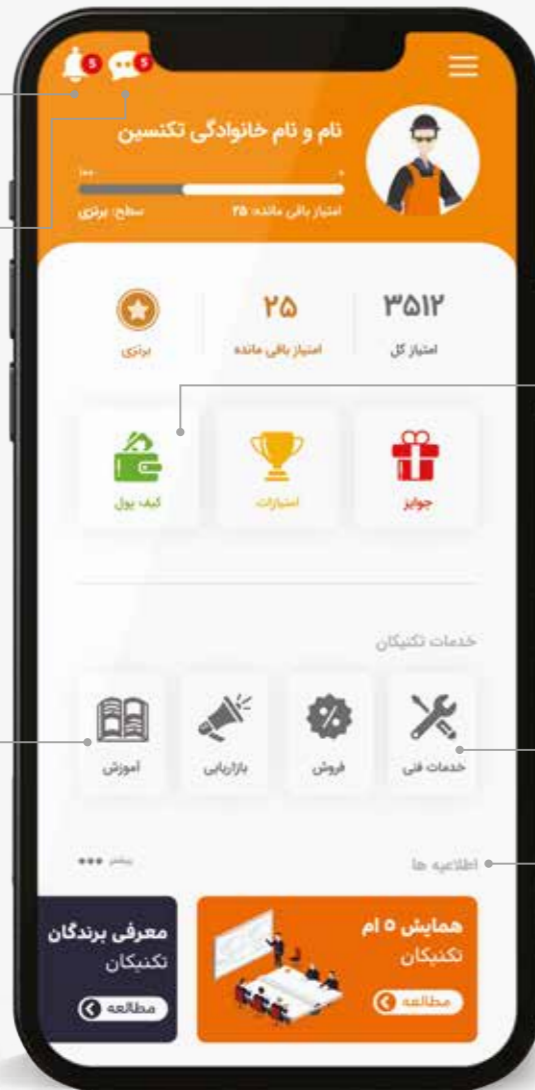 5
5
نام و نام خانوادگی تکنسین
۰ ۱۰۰
امتیاز باقی مانده: ۲۵ سطح: برنزی
۳۵۱۲ ۲۵
امتیاز کل امتیاز باقی مانده برنزی
جوایز امتیازات کیف پول
خدمات تکنیکان
خدمات فنی فروش بازاریابی آموزش
اطلاعیه ها بیشتر
همایش ۵ ام
تکنیکان
مطالعه
معرفی برندگان
تکنیکان
مطالعه